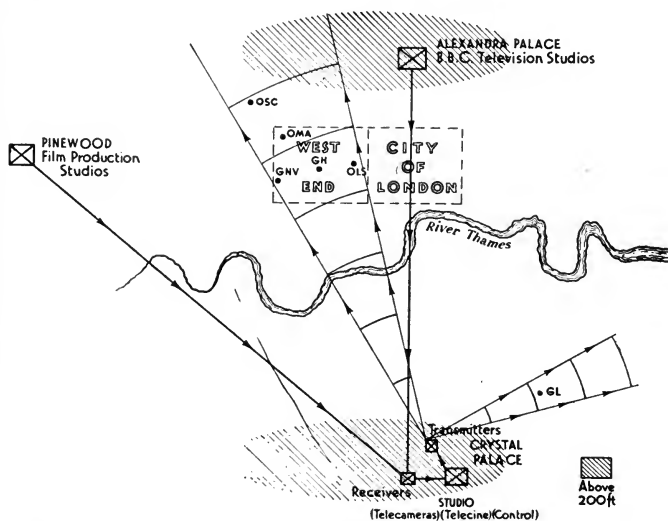 ALEXANDRA PALACE
B.B.C. Television Studios
OSC
PINEWOOD
Film Production
Studios
OMA
WEST
END
GNV
GH
OLS
CITY
OF
LONDON
River Thames
GL
Transmitters
CRYSTAL
PALACE
Receivers
STUDIO
(Telecameras)(Telecine)(Control)
Above
200ft